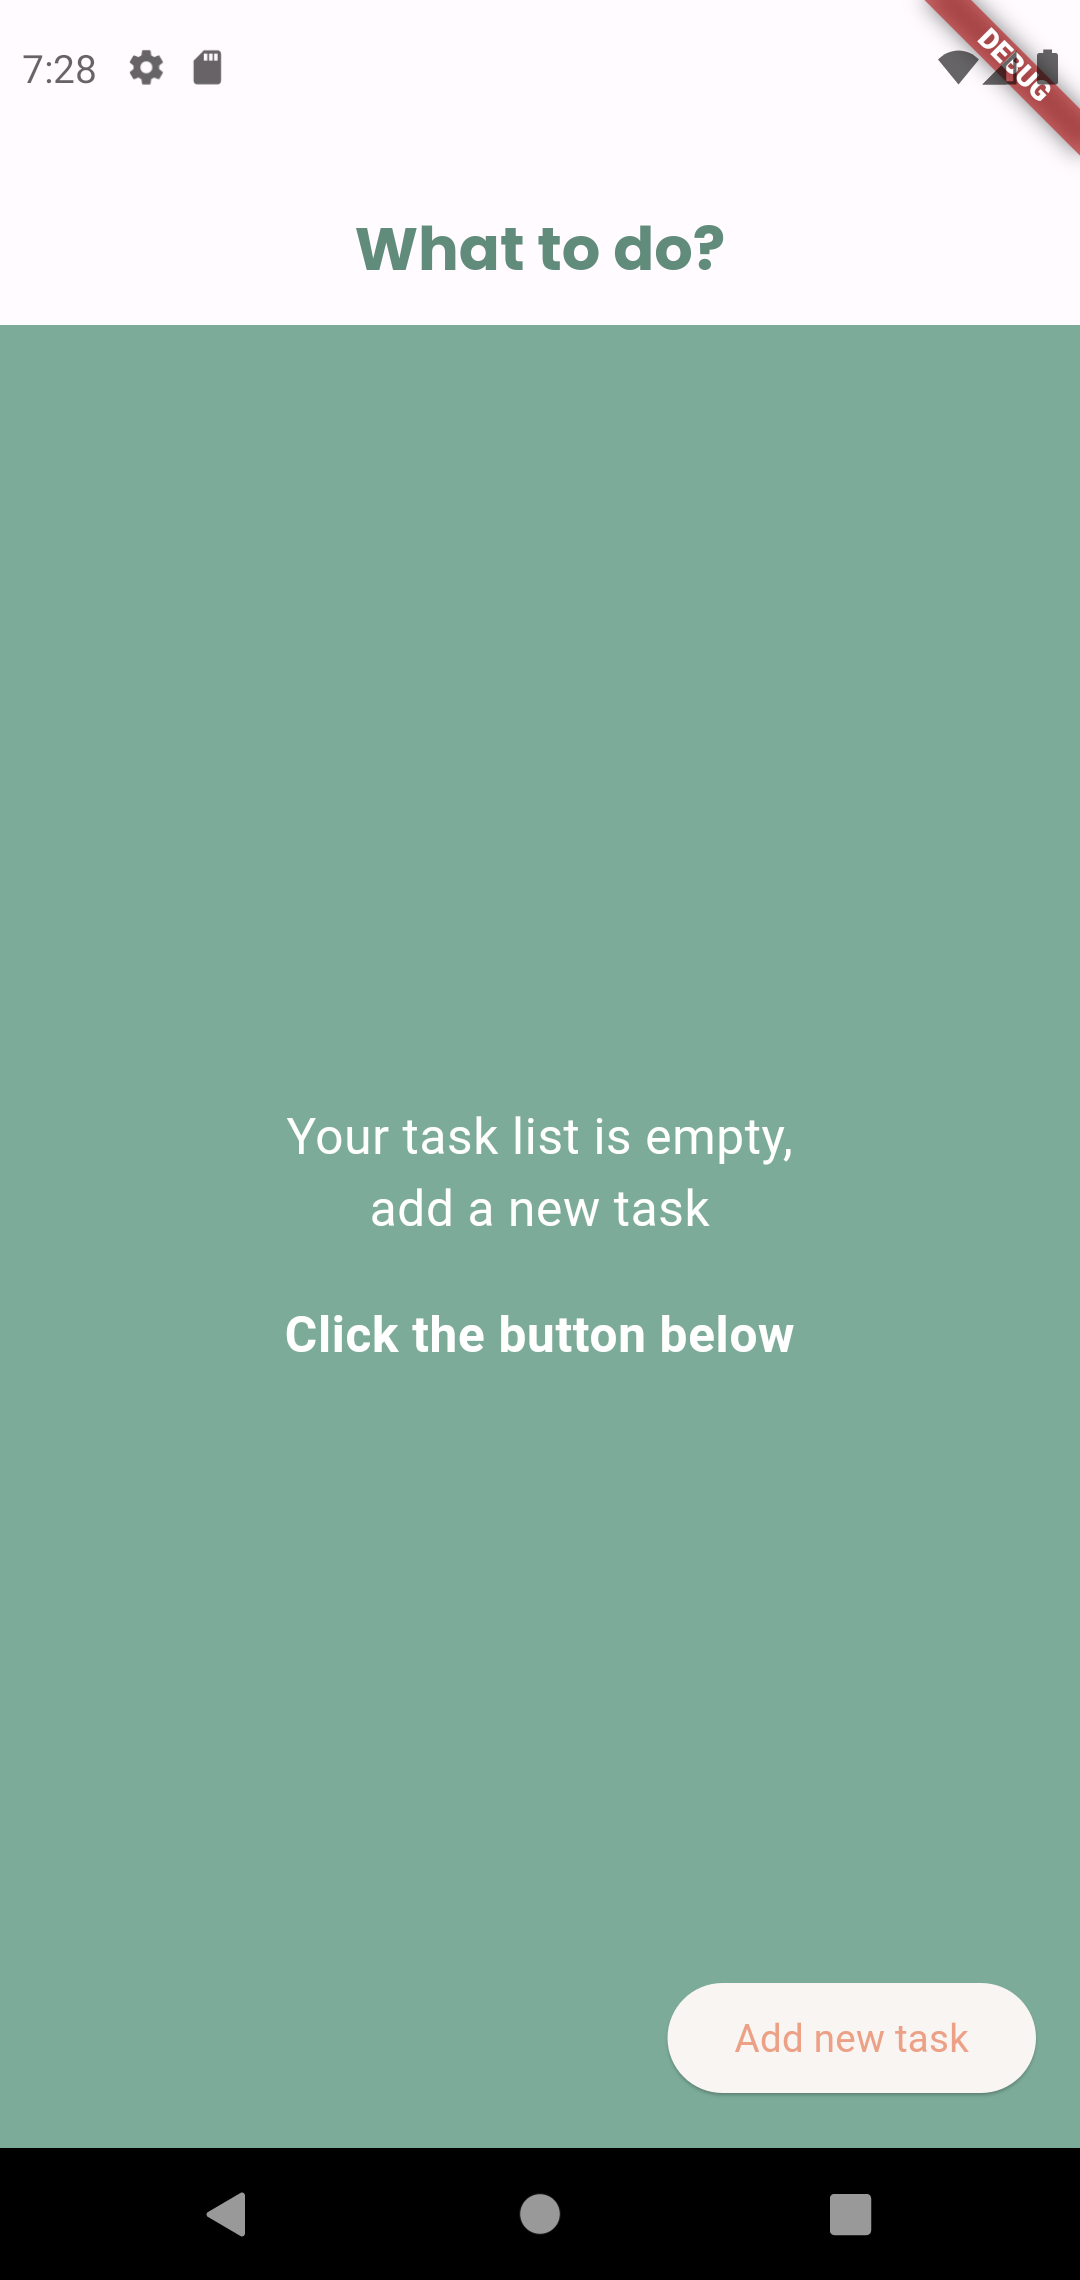 7:28
DEBUG
What to do?
Your task list is empty,
add a new task
Click the button below
Add new task